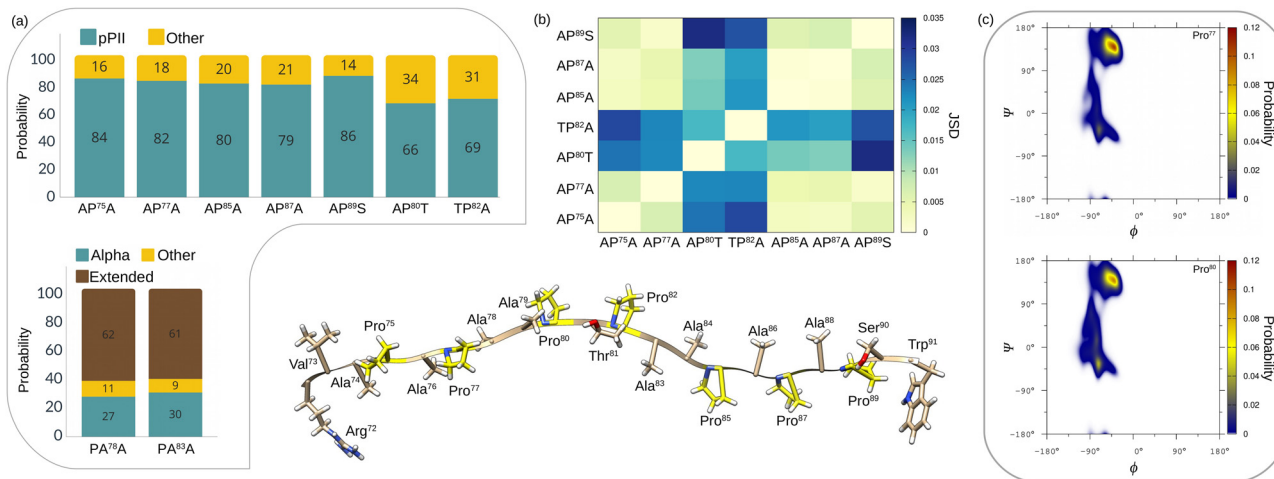 (a)
pPII Other
Probability
100
80
60
40
20
0
16 18 20 21 14 34 31
84 82 80 79 86 66 69
AP⁷⁵A AP⁷⁷A AP⁸⁵A AP⁸⁷A AP⁸⁹S AP⁸⁰T TP⁸²A
Alpha Other
Extended
Probability
100
80
60
40
20
0
62 61
11 9
27 30
PA⁷⁸A PA⁸³A
(b)
AP⁸⁹S
AP⁸⁷A
AP⁸⁵A
TP⁸²A
AP⁸⁰T
AP⁷⁷A
AP⁷⁵A
AP⁷⁵A AP⁷⁷A AP⁸⁰T TP⁸²A AP⁸⁵A AP⁸⁷A AP⁸⁹S
0.035
0.03
0.025
0.02
0.015
0.01
0.005
0
JSD
Val⁷³
Arg⁷²
Ala⁷⁴
Pro⁷⁵
Ala⁷⁶
Pro⁷⁷
Ala⁷⁸
Ala⁷⁹
Pro⁸⁰
Thr⁸¹
Pro⁸²
Ala⁸³
Ala⁸⁴
Pro⁸⁵
Ala⁸⁶
Pro⁸⁷
Ala⁸⁸
Pro⁸⁹
Ser⁹⁰
Trp⁹¹
(c)
Pro⁷⁷
180°
90°
0°
−90°
−180°
Ψ
−180° −90° 0° 90° 180°
ϕ
0.12
0.1
0.08
0.06
0.04
0.02
0
Probability
Pro⁸⁰
180°
90°
0°
−90°
−180°
Ψ
−180° −90° 0° 90° 180°
ϕ
0.12
0.1
0.08
0.06
0.04
0.02
0
Probability